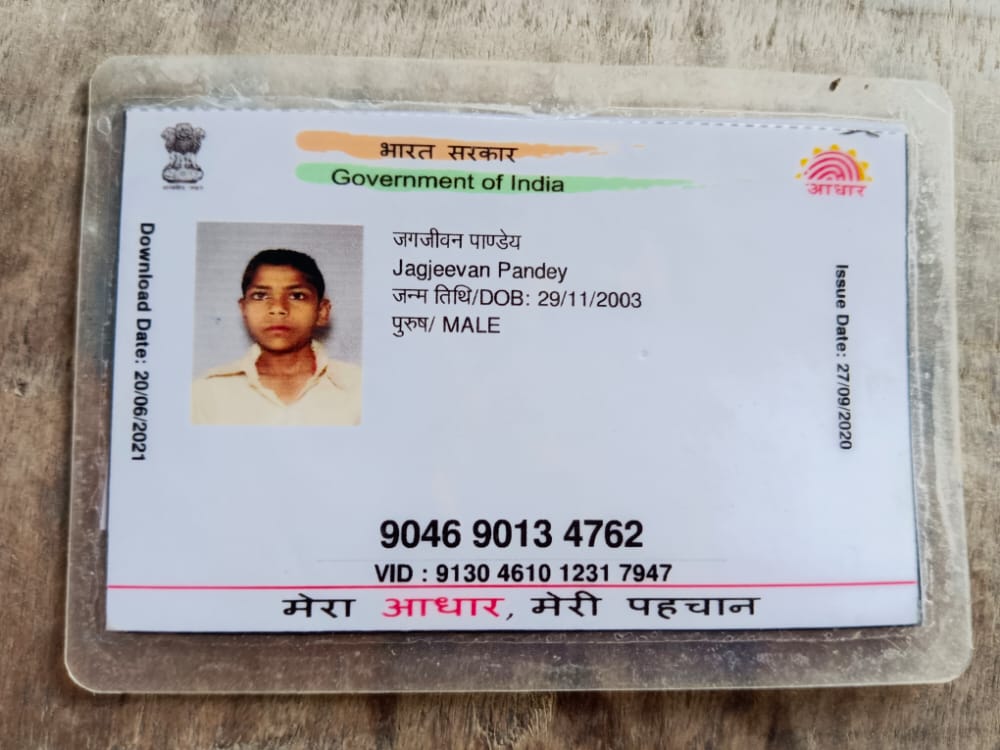 भारत सरकार
Government of India
आधार
Download Date: 20/06/2021
जगजीवन पाण्डेय
Jagjeevan Pandey
जन्म तिथि/DOB: 29/11/2003
पुरुष/ MALE
Issue Date: 27/09/2020
9046 9013 4762
VID : 9130 4610 1231 7947
मेरा आधार, मेरी पहचान